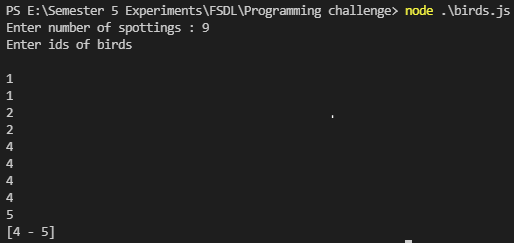 PS E:\Semester 5 Experiments\FSDL\Programming challenge> node .\birds.js
Enter number of spottings : 9
Enter ids of birds
1
1
2
2
4
4
4
4
5
[4 - 5]